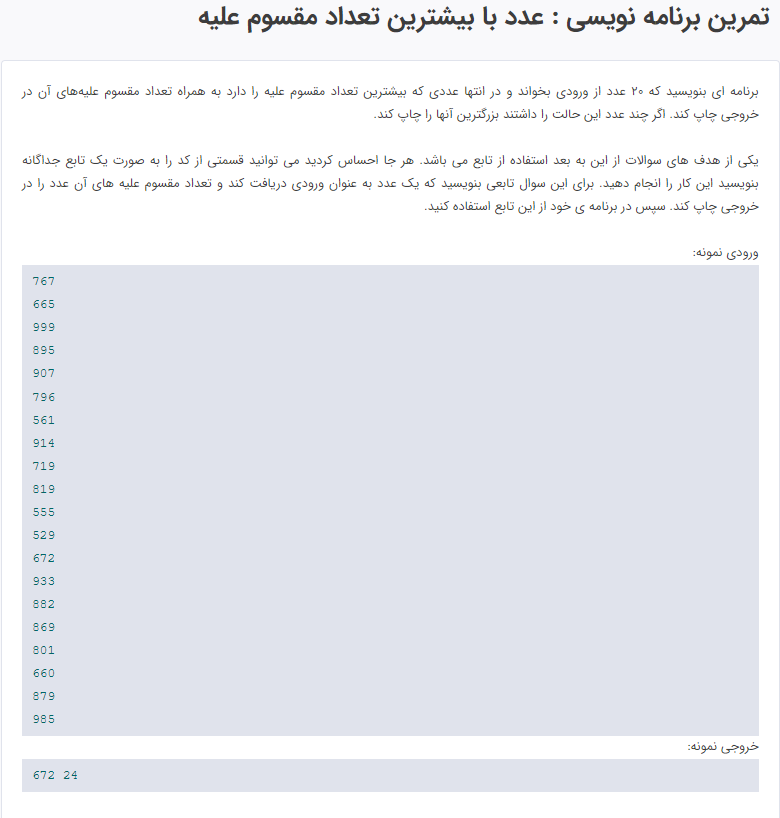 تمرین برنامه نویسی : عدد با بیشترین تعداد مقسوم علیه
برنامه ای بنویسید که ۲۰ عدد از ورودی بخواند و در انتها عددی که بیشترین تعداد مقسوم علیه را دارد به همراه تعداد مقسوم علیه‌های آن در
خروجی چاپ کند. اگر چند عدد این حالت را داشتند بزرگترین آنها را چاپ کند.
یکی از هدف های سوالات از این به بعد استفاده از تابع می باشد. هر جا احساس کردید می توانید قسمتی از کد را به صورت یک تابع جداگانه
بنویسید این کار را انجام دهید. برای این سوال تابعی بنویسید که یک عدد به عنوان ورودی دریافت کند و تعداد مقسوم علیه های آن عدد را در
خروجی چاپ کند. سپس در برنامه ی خود از این تابع استفاده کنید.
ورودی نمونه:
767
665
999
895
907
796
561
914
719
819
555
529
672
933
882
869
801
660
879
985
خروجی نمونه:
672 24